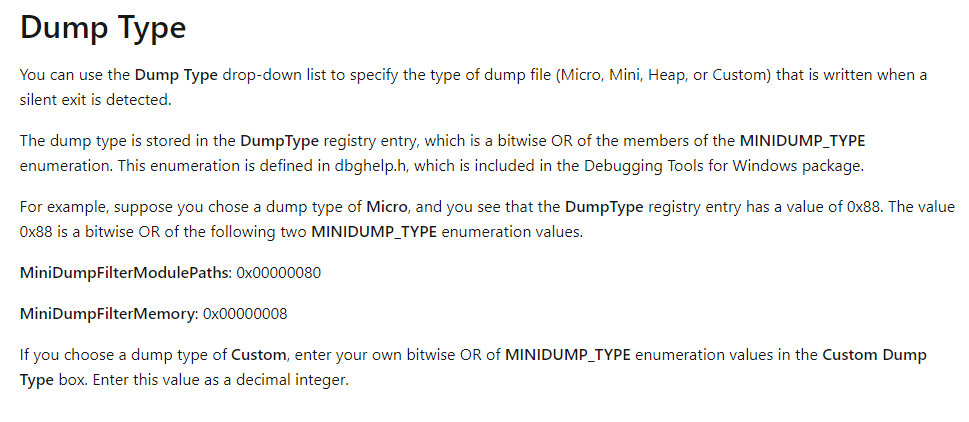 Dump Type
You can use the Dump Type drop-down list to specify the type of dump file (Micro, Mini, Heap, or Custom) that is written when a
silent exit is detected.
The dump type is stored in the DumpType registry entry, which is a bitwise OR of the members of the MINIDUMP_TYPE
enumeration. This enumeration is defined in dbghelp.h, which is included in the Debugging Tools for Windows package.
For example, suppose you chose a dump type of Micro, and you see that the DumpType registry entry has a value of 0x88. The value
0x88 is a bitwise OR of the following two MINIDUMP_TYPE enumeration values.
MiniDumpFilterModulePaths: 0x00000080
MiniDumpFilterMemory: 0x00000008
If you choose a dump type of Custom, enter your own bitwise OR of MINIDUMP_TYPE enumeration values in the Custom Dump
Type box. Enter this value as a decimal integer.